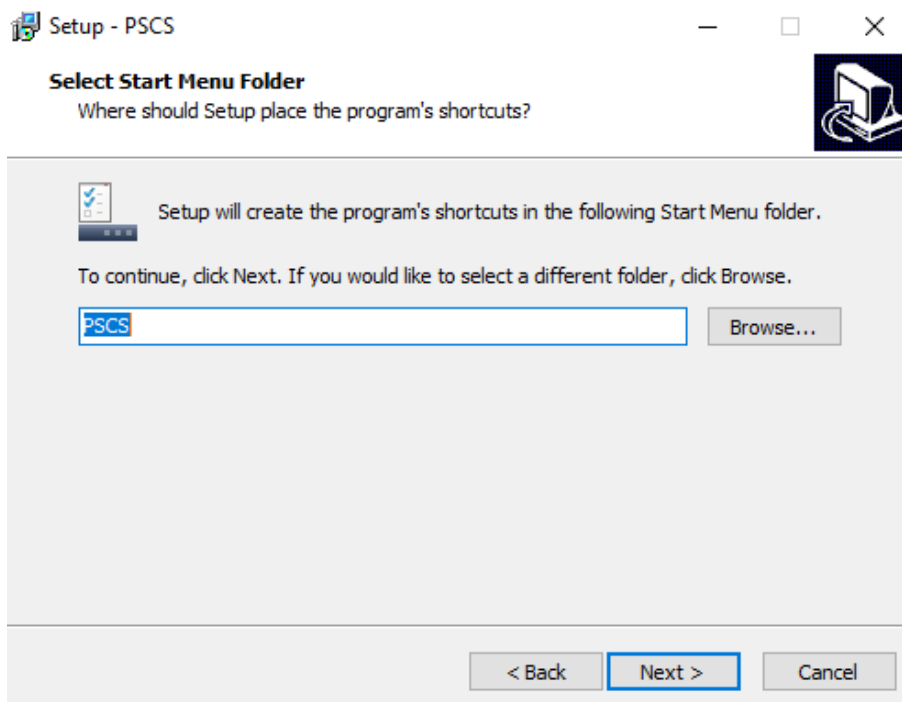 Setup - PSCS
Select Start Menu Folder
Where should Setup place the program's shortcuts?
Setup will create the program's shortcuts in the following Start Menu folder.
To continue, click Next. If you would like to select a different folder, click Browse.
PSCS
Browse...
< Back
Next >
Cancel